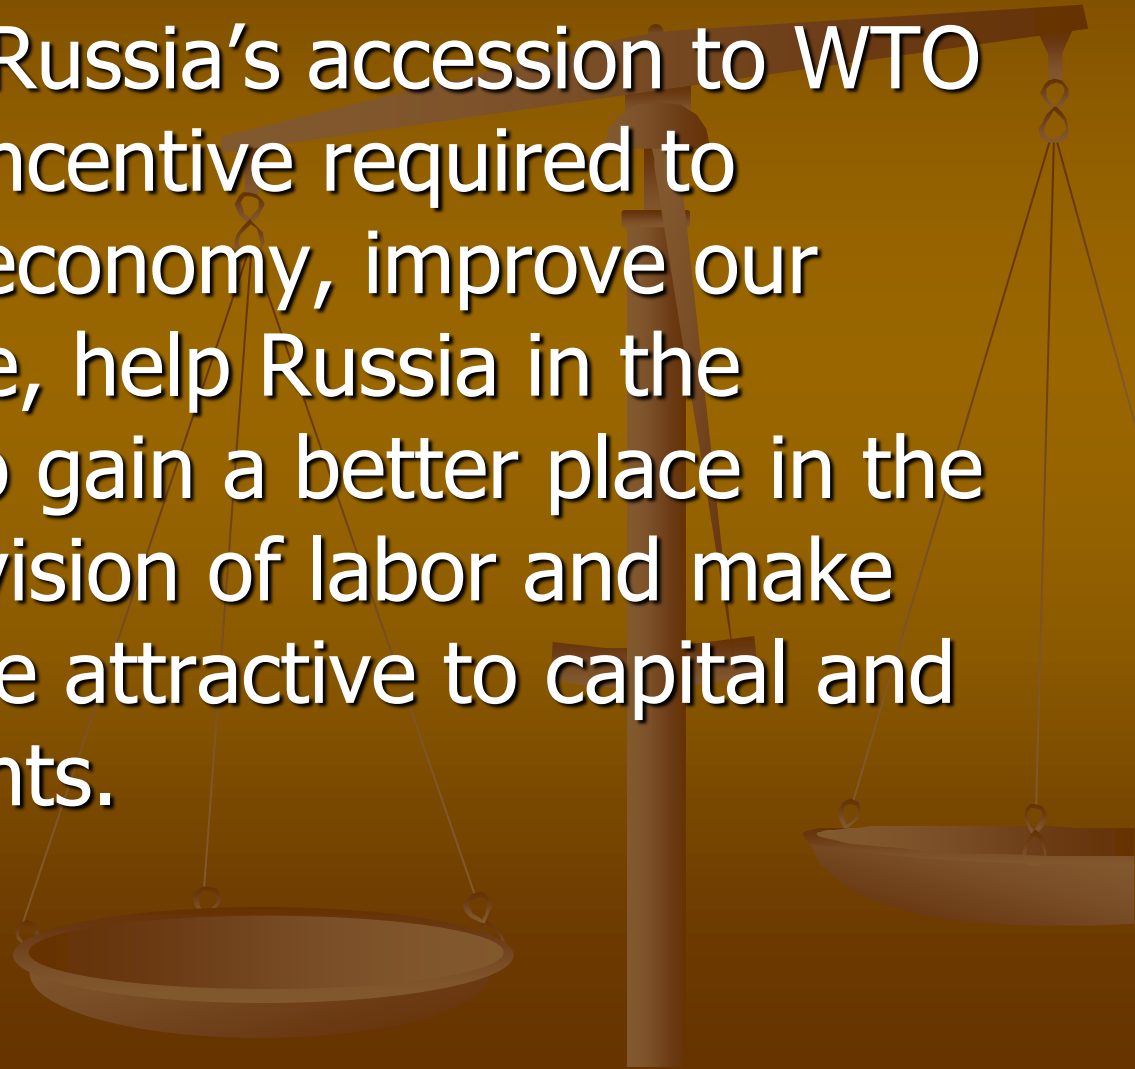 Russia’s accession to WTO
ncentive required to
economy, improve our
e, help Russia in the
o gain a better place in the
vision of labor and make
e attractive to capital and
nts.